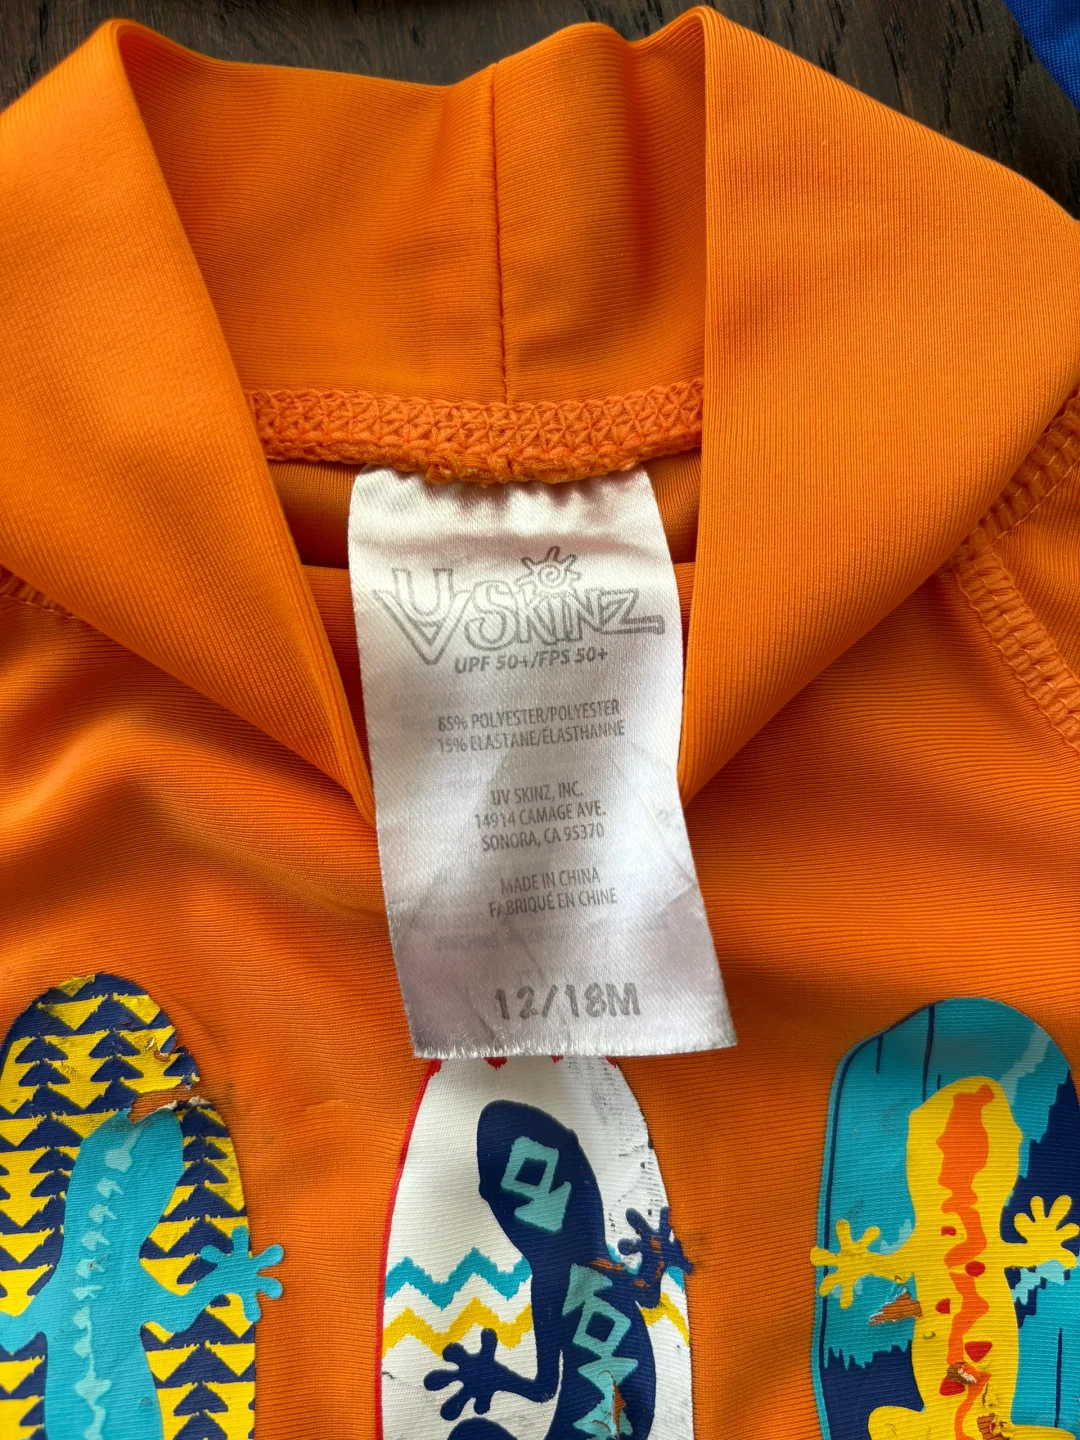 UV SKINZ
UPF 50+/FPS 50+
85% POLYESTER/POLYESTER
15% ELASTANE/ÉLASTHANNE
UV SKINZ, INC.
14914 CAMAGE AVE.
SONORA, CA 95370
MADE IN CHINA
FABRIQUÉ EN CHINE
12/18M